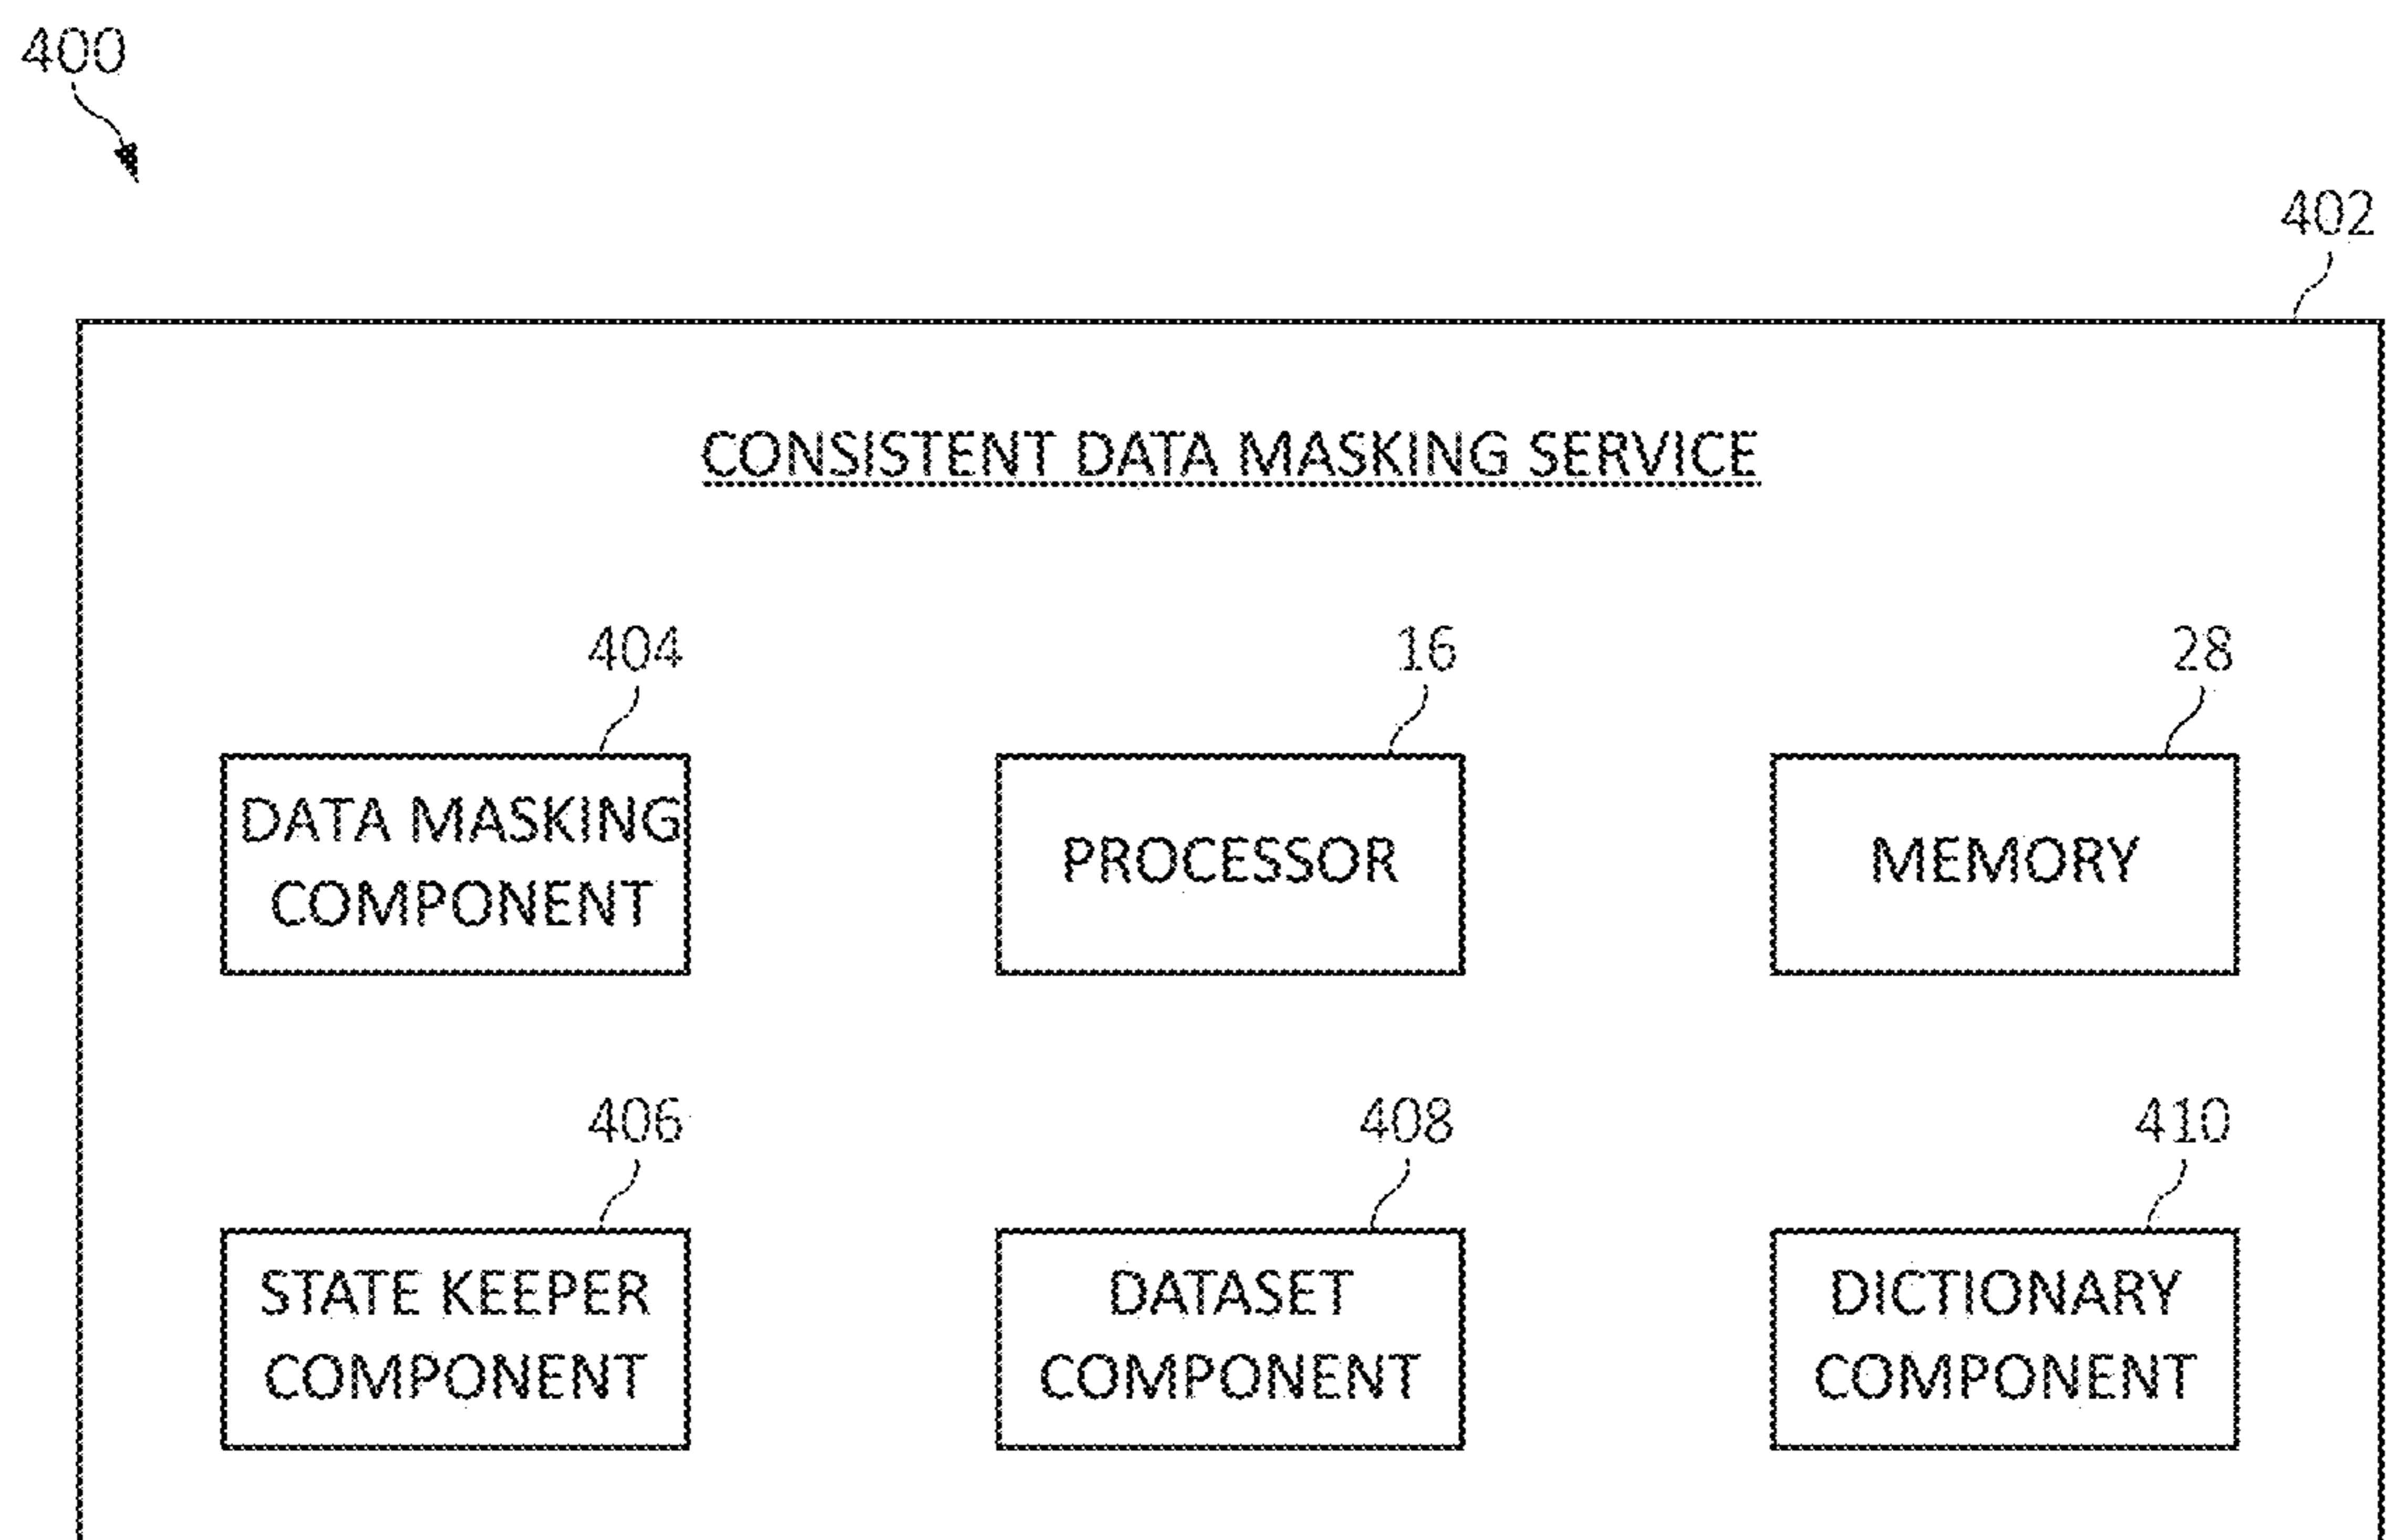 400
402
CONSISTENT DATA MASKING SERVICE
404
16
28
DATA MASKING
COMPONENT
PROCESSOR
MEMORY
406
408
410
STATE KEEPER
COMPONENT
DATASET
COMPONENT
DICTIONARY
COMPONENT